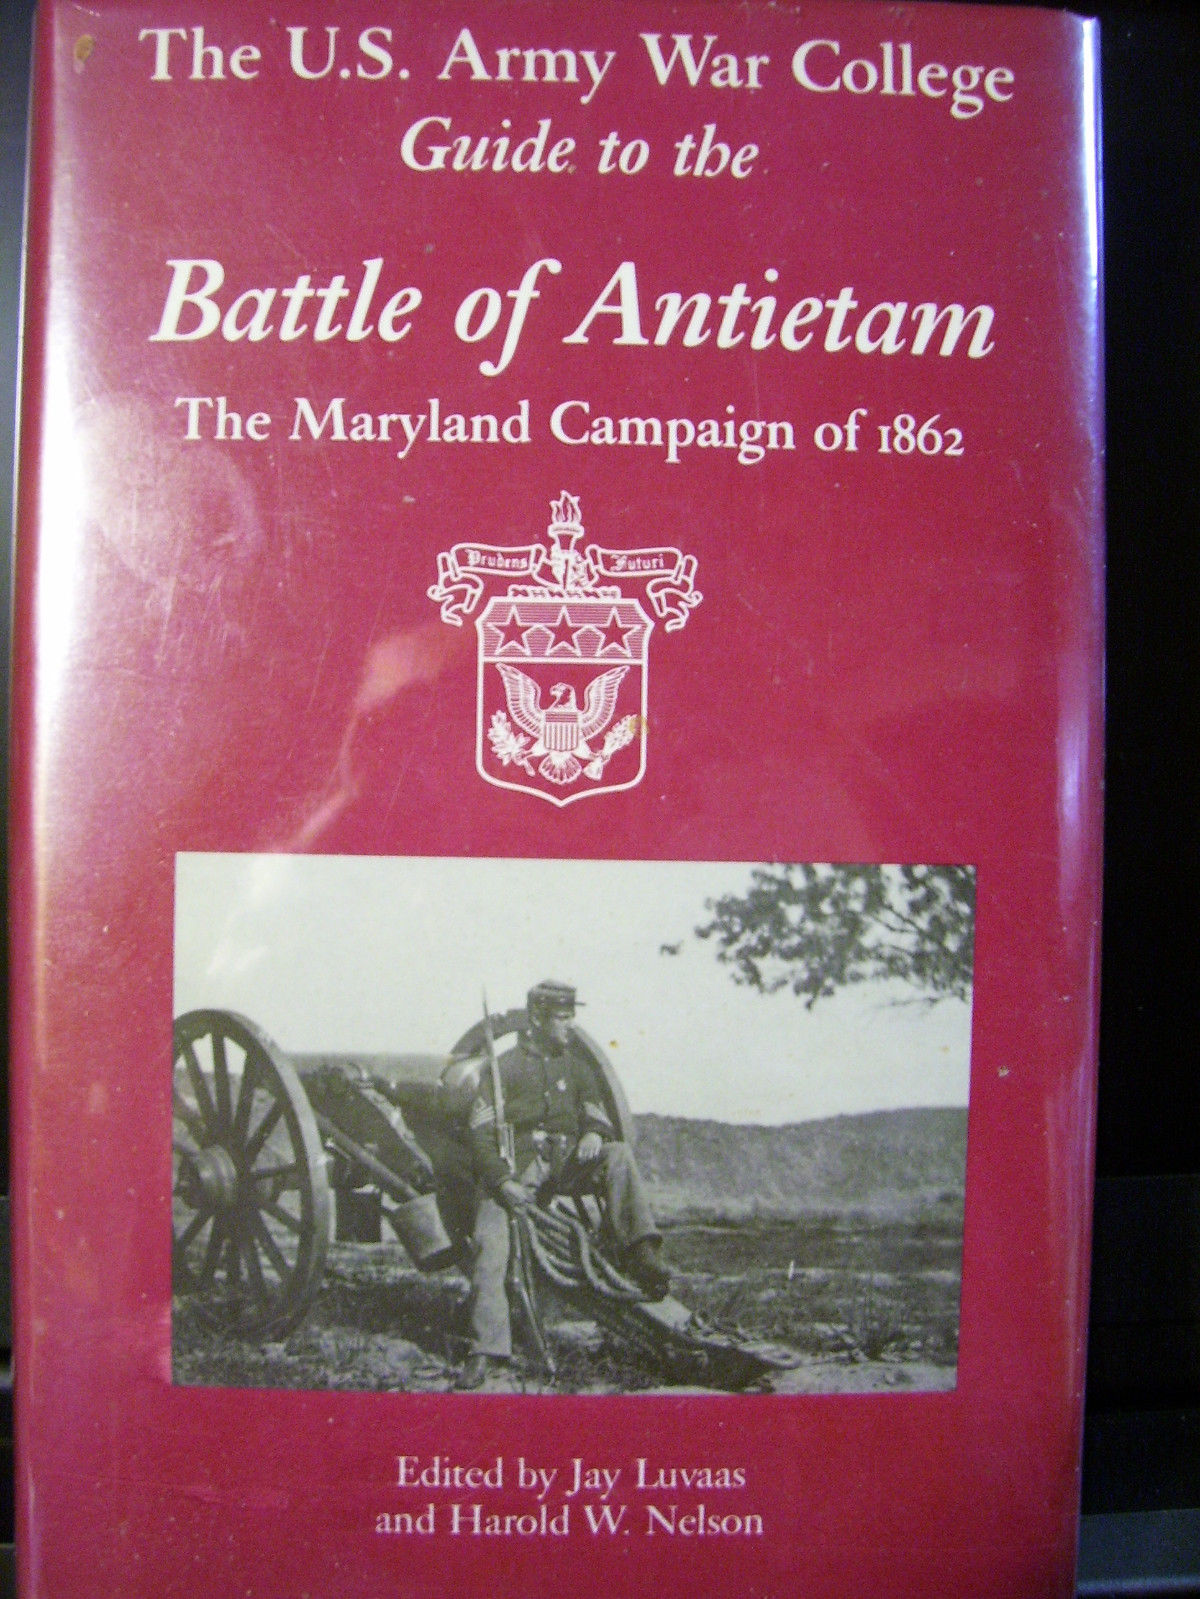 The U.S. Army War College
Guide to the
Battle of Antietam
The Maryland Campaign of 1862
Prudens Futuri
Edited by Jay Luvaas
and Harold W. Nelson